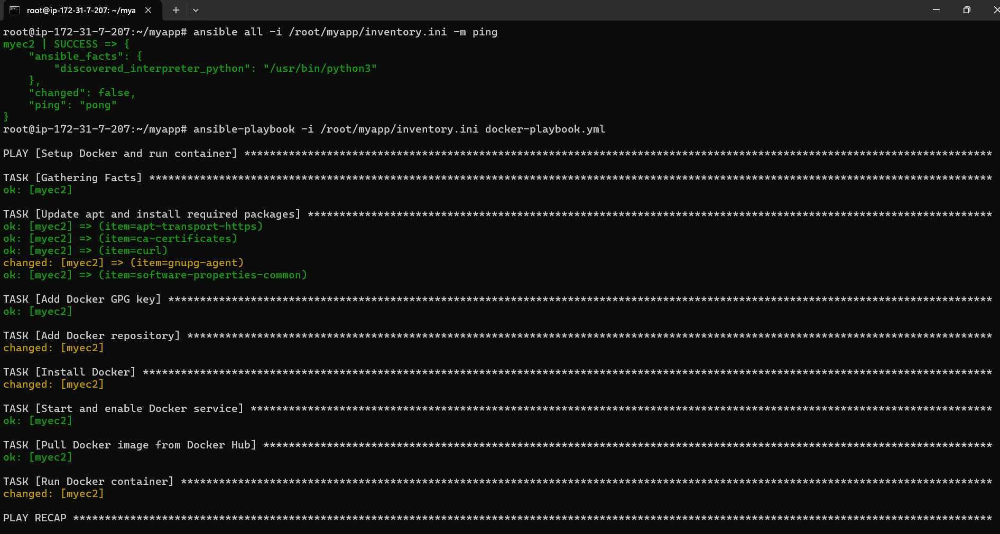 root@ip-172-31-7-207: ~/mya
root@ip-172-31-7-207:~/myapp# ansible all -i /root/myapp/inventory.ini -m ping
myec2 | SUCCESS => {
    "ansible_facts": {
        "discovered_interpreter_python": "/usr/bin/python3"
    },
    "changed": false,
    "ping": "pong"
}
root@ip-172-31-7-207:~/myapp# ansible-playbook -i /root/myapp/inventory.ini docker-playbook.yml
PLAY [Setup Docker and run container] **********************************************************************************************************************
TASK [Gathering Facts] *************************************************************************************************************************************
ok: [myec2]
TASK [Update apt and install required packages] ************************************************************************************************************
ok: [myec2] => (item=apt-transport-https)
ok: [myec2] => (item=ca-certificates)
ok: [myec2] => (item=curl)
changed: [myec2] => (item=gnupg-agent)
ok: [myec2] => (item=software-properties-common)
TASK [Add Docker GPG key] **********************************************************************************************************************************
ok: [myec2]
TASK [Add Docker repository] *******************************************************************************************************************************
changed: [myec2]
TASK [Install Docker] **************************************************************************************************************************************
changed: [myec2]
TASK [Start and enable Docker service] *********************************************************************************************************************
ok: [myec2]
TASK [Pull Docker image from Docker Hub] *******************************************************************************************************************
ok: [myec2]
TASK [Run Docker container] ********************************************************************************************************************************
changed: [myec2]
PLAY RECAP *************************************************************************************************************************************************